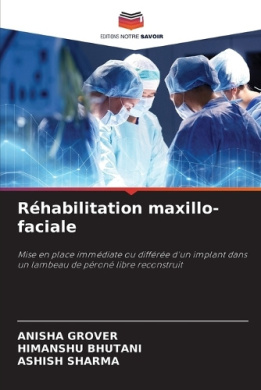 EDITIONS NOTRE SAVOIR
Réhabilitation maxillo-
faciale
Mise en place immédiate ou différée d'un implant dans
un lambeau de péroné libre reconstruit
ANISHA GROVER
HIMANSHU BHUTANI
ASHISH SHARMA